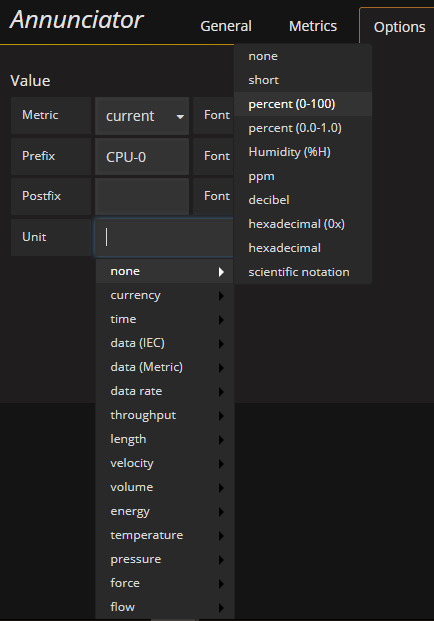 Annunciator
General
Metrics
Options
Value
Metric
current
Font
Prefix
CPU-0
Font
Postfix
Font
Unit
none
currency
time
data (IEC)
data (Metric)
data rate
throughput
length
velocity
volume
energy
temperature
pressure
force
flow
none
short
percent (0-100)
percent (0.0-1.0)
Humidity (%H)
ppm
decibel
hexadecimal (0x)
hexadecimal
scientific notation